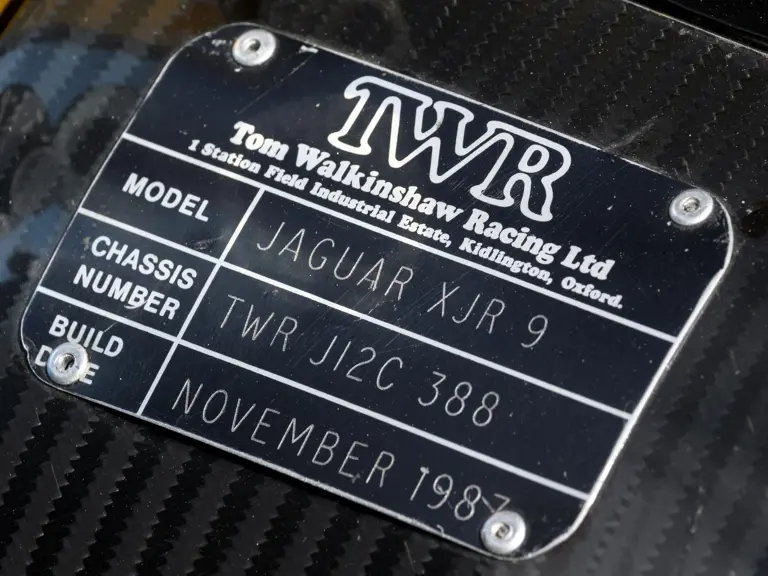 TWR
Tom Walkinshaw Racing Ltd
1 Station Field Industrial Estate, Kidlington, Oxford.
MODEL JAGUAR XJR 9
CHASSIS NUMBER TWR J12C 388
BUILD DATE NOVEMBER 1987